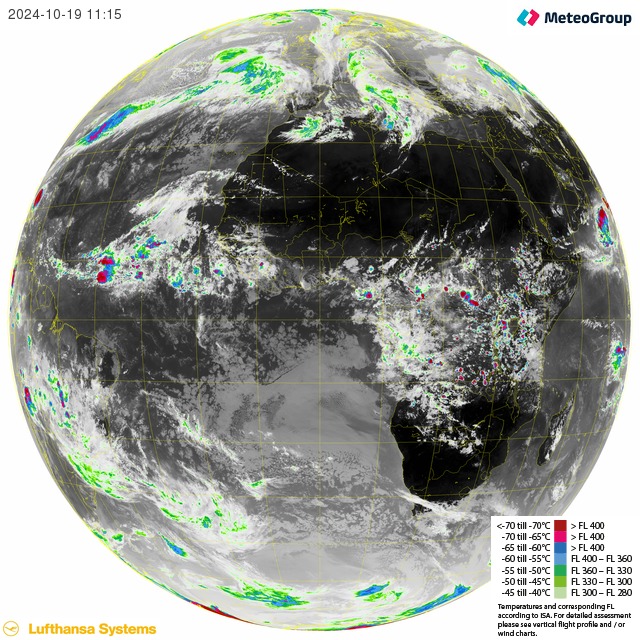 2024-10-19 11:15
MeteoGroup
<-70 till -70°C > FL 400
-70 till -65°C > FL 400
-65 till -60°C > FL 400
-60 till -55°C FL 400 – FL 360
-55 till -50°C FL 360 – FL 330
-50 till -45°C FL 330 – FL 300
-45 till -40°C FL 300 – FL 280
Temperatures and corresponding FL
according to ISA. For detailed assessment
please see vertical flight profile and / or
wind charts.
Lufthansa Systems